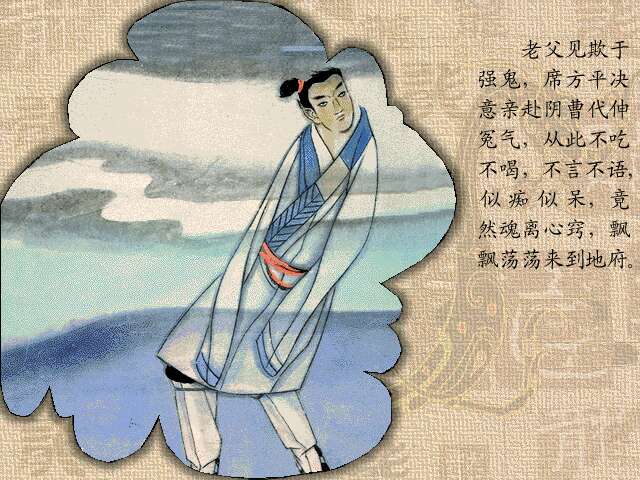 老父见欺于
强鬼，席方平决
意亲赴阴曹代伸
冤气，从此不吃
不喝，不言不语，
似痴似呆，竟
然魂离心窍，飘
飘荡荡来到地府。